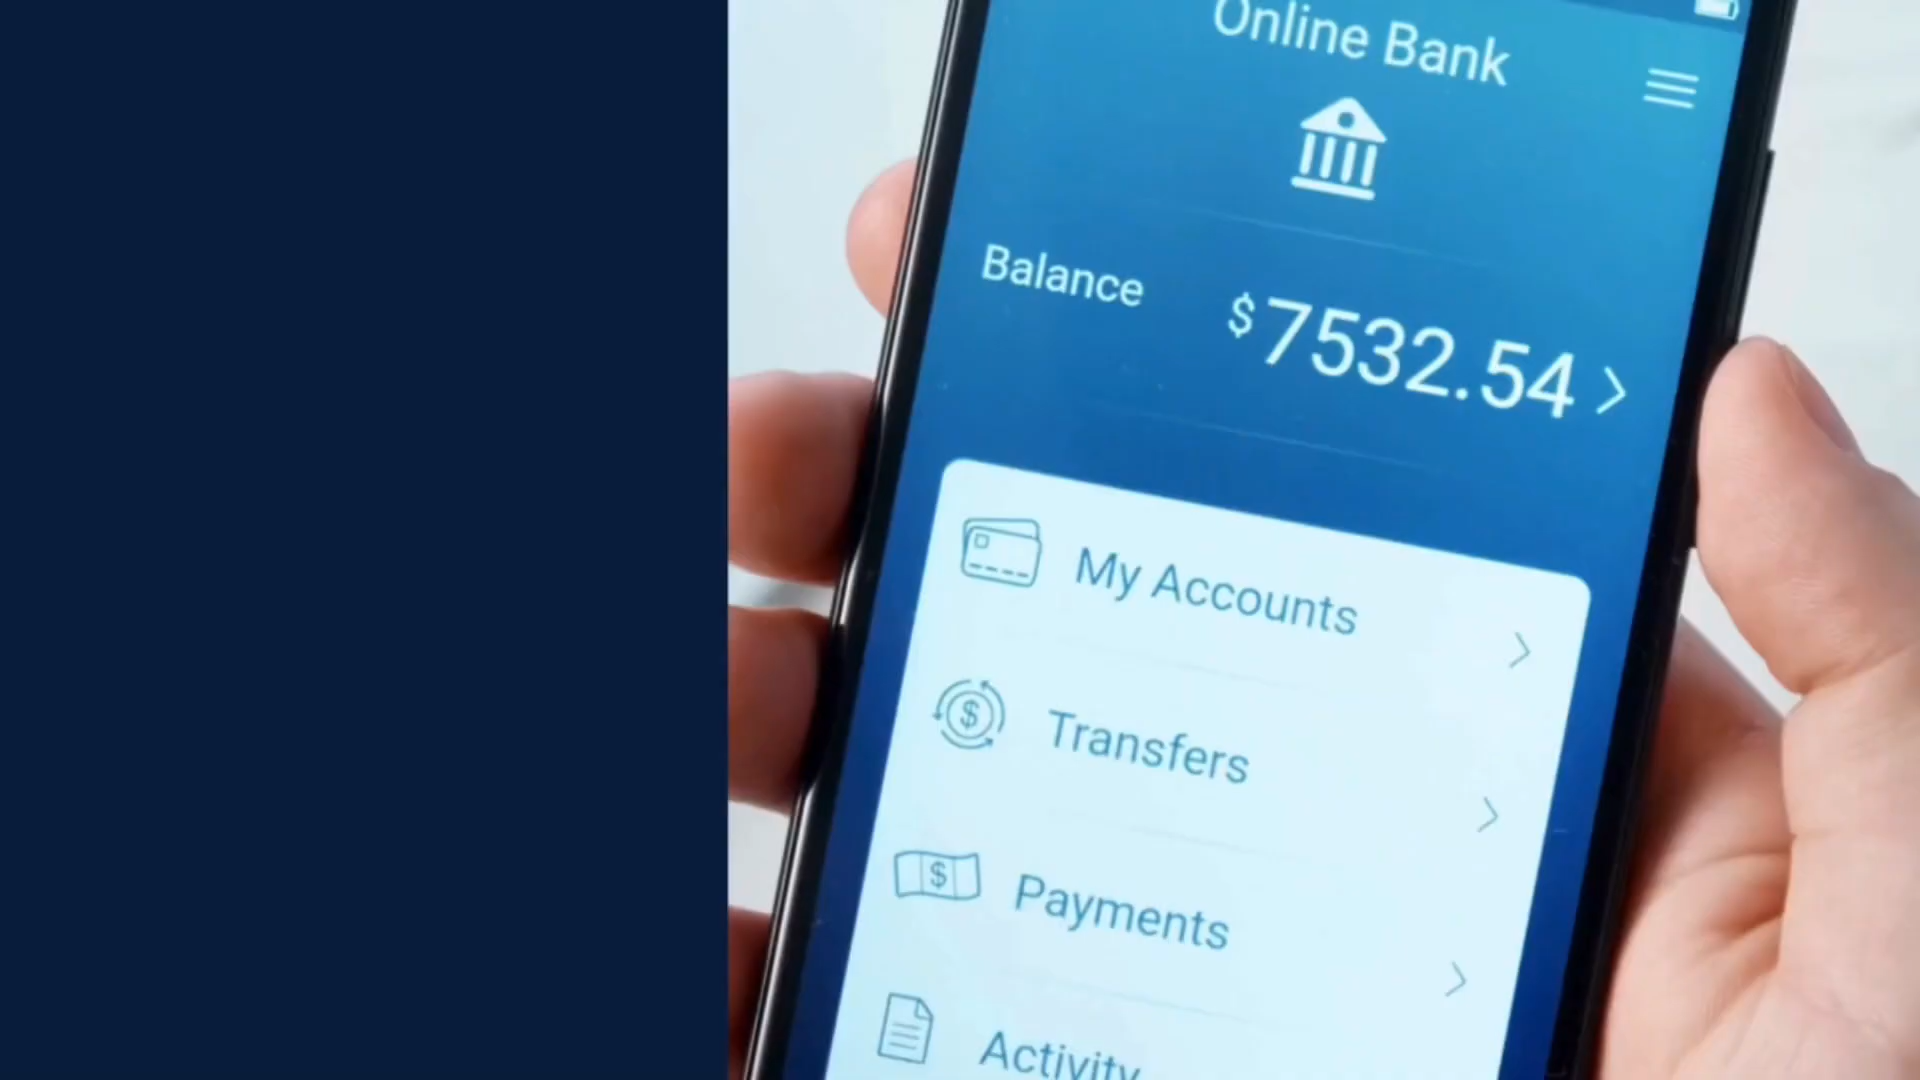 Online Bank
Balance $7532.54
My Accounts
Transfers
Payments
Activity